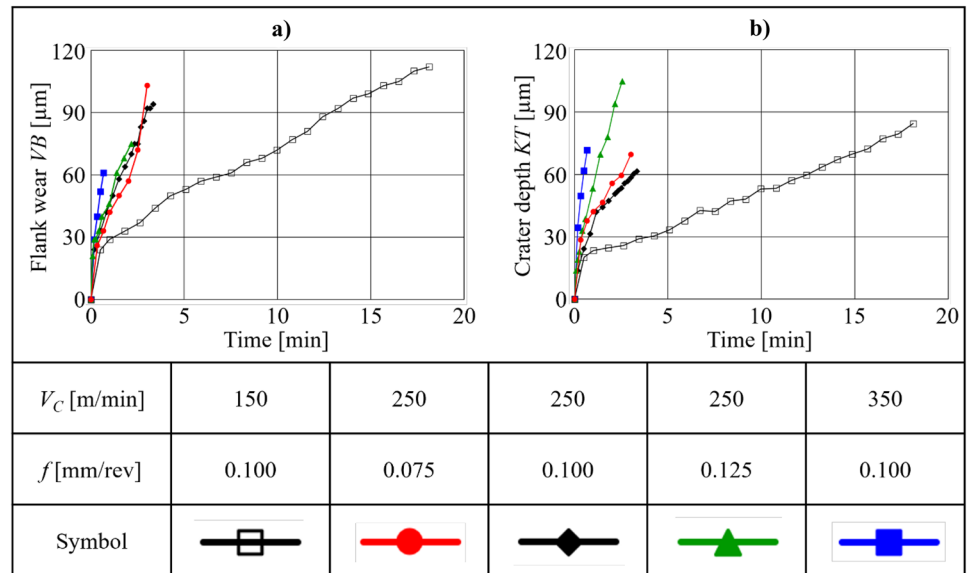 a)
120
90
60
30
0
Flank wear VB [µm]
0 5 10 15 20
Time [min]
b)
120
90
60
30
0
Crater depth KT [µm]
0 5 10 15 20
Time [min]
V_C [m/min] 150 250 250 250 350
f [mm/rev] 0.100 0.075 0.100 0.125 0.100
Symbol